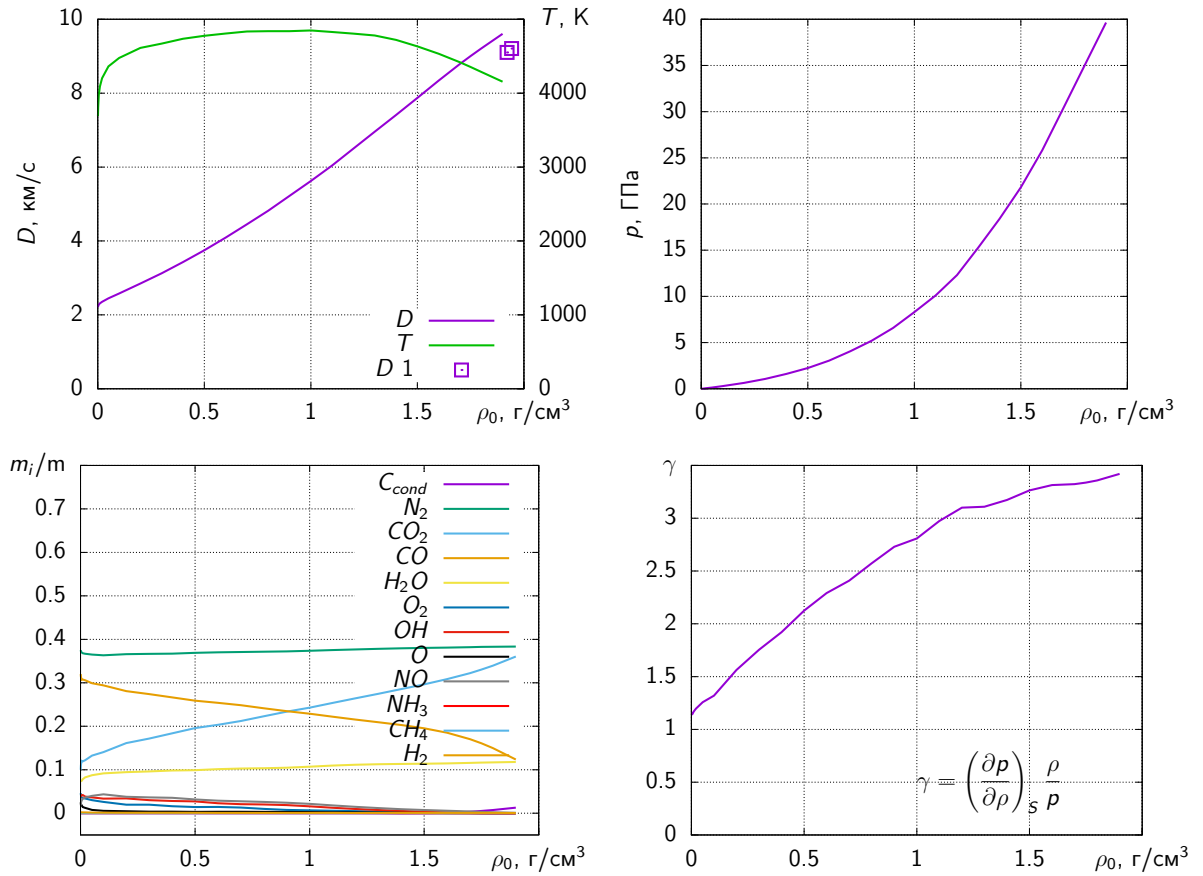 10
8
6
4
2
0
D, км/с
T, K
4000
3000
2000
1000
0
D
T
D 1
0 0.5 1 1.5 ρ₀, г/см³
40
35
30
25
20
15
10
5
0
p, ГПа
0 0.5 1 1.5 ρ₀, г/см³
mᵢ/m
0.7
0.6
0.5
0.4
0.3
0.2
0.1
0
C_cond
N₂
CO₂
CO
H₂O
O₂
OH
O
NO
NH₃
CH₄
H₂
0 0.5 1 1.5 ρ₀, г/см³
γ
3
2.5
2
1.5
1
0.5
0
γ = (∂p/∂ρ)_S ρ/p
0 0.5 1 1.5 ρ₀, г/см³